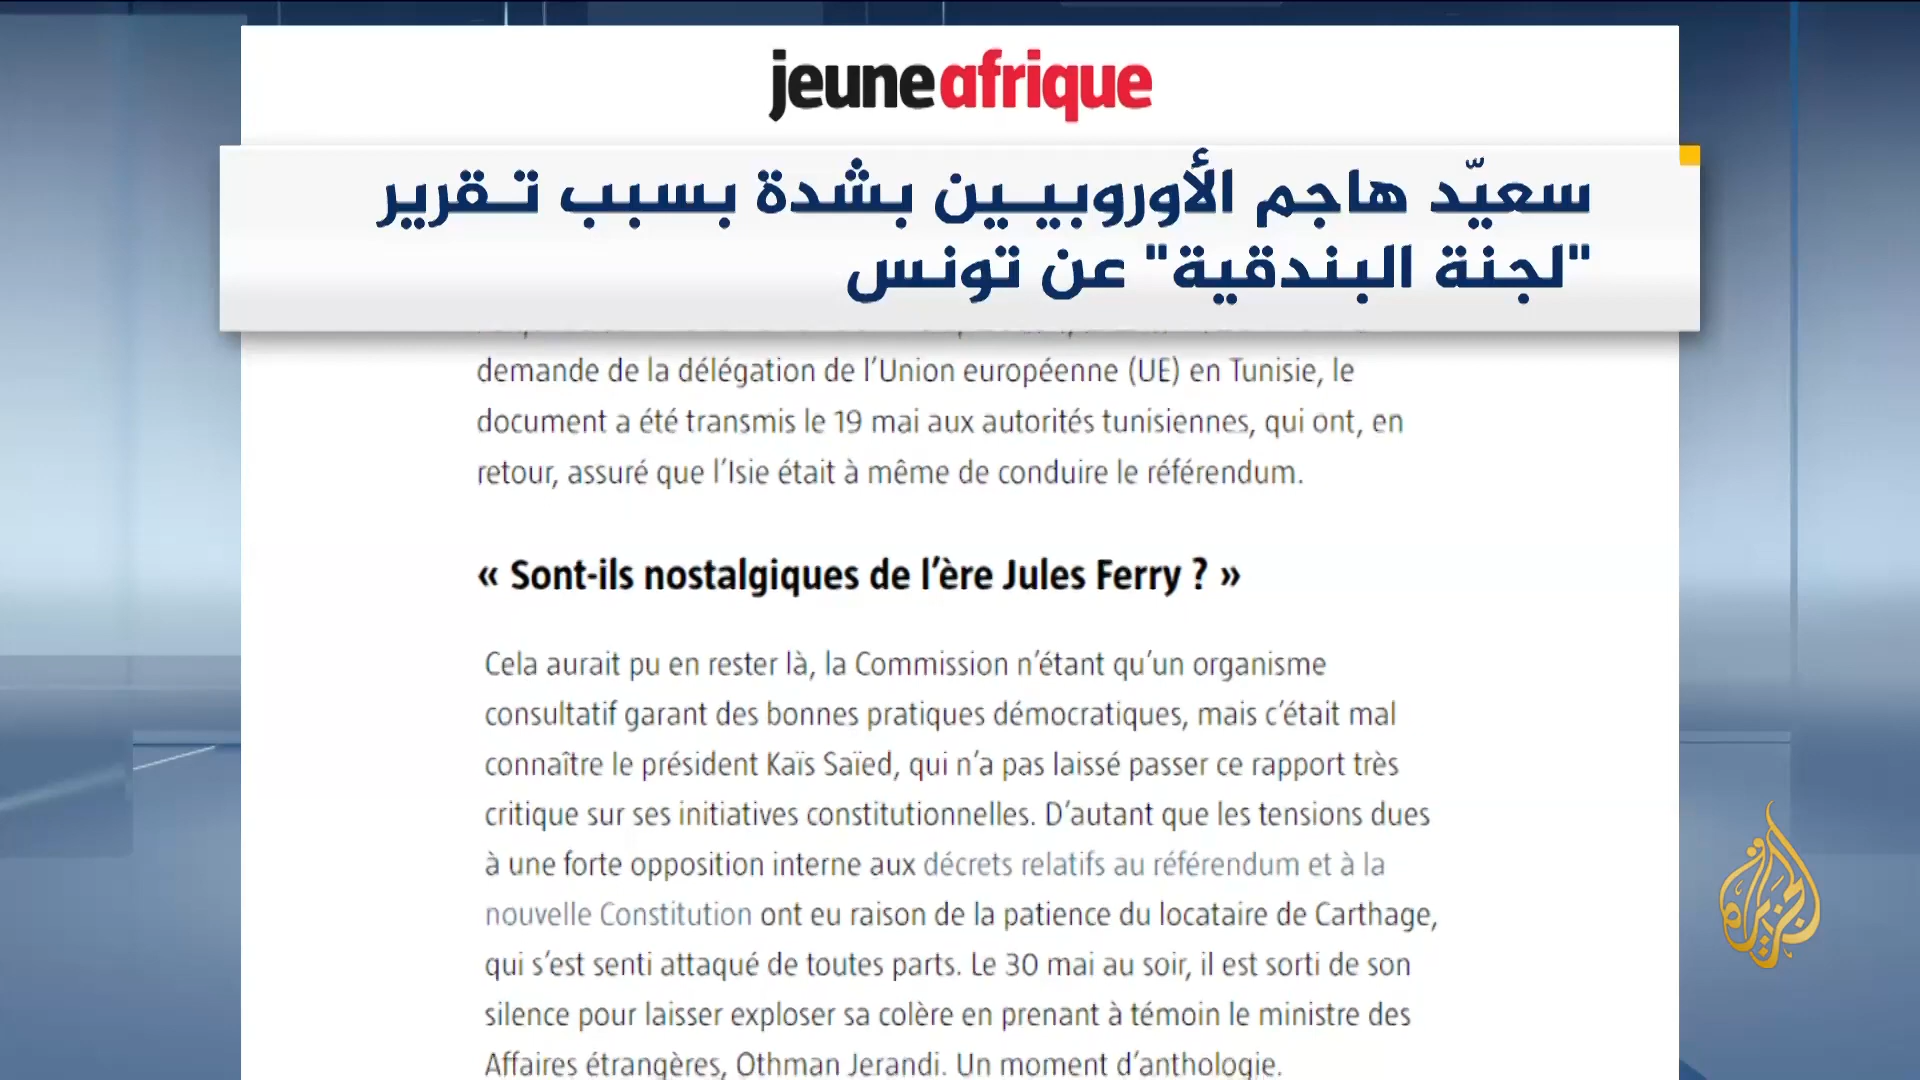 jeuneafrique
سعيّد هاجم الأوروبيين بشدة بسبب تقرير
"لجنة البندقية" عن تونس
demande de la délégation de l’Union européenne (UE) en Tunisie, le
document a été transmis le 19 mai aux autorités tunisiennes, qui ont, en
retour, assuré que l’Isie était à même de conduire le référendum.
« Sont-ils nostalgiques de l’ère Jules Ferry ? »
Cela aurait pu en rester là, la Commission n’étant qu’un organisme
consultatif garant des bonnes pratiques démocratiques, mais c’était mal
connaître le président Kaïs Saïed, qui n’a pas laissé passer ce rapport très
critique sur ses initiatives constitutionnelles. D’autant que les tensions dues
à une forte opposition interne aux décrets relatifs au référendum et à la
nouvelle Constitution ont eu raison de la patience du locataire de Carthage,
qui s’est senti attaqué de toutes parts. Le 30 mai au soir, il est sorti de son
silence pour laisser exploser sa colère en prenant à témoin le ministre des
Affaires étrangères, Othman Jerandi. Un moment d’anthologie.
الجزيرة